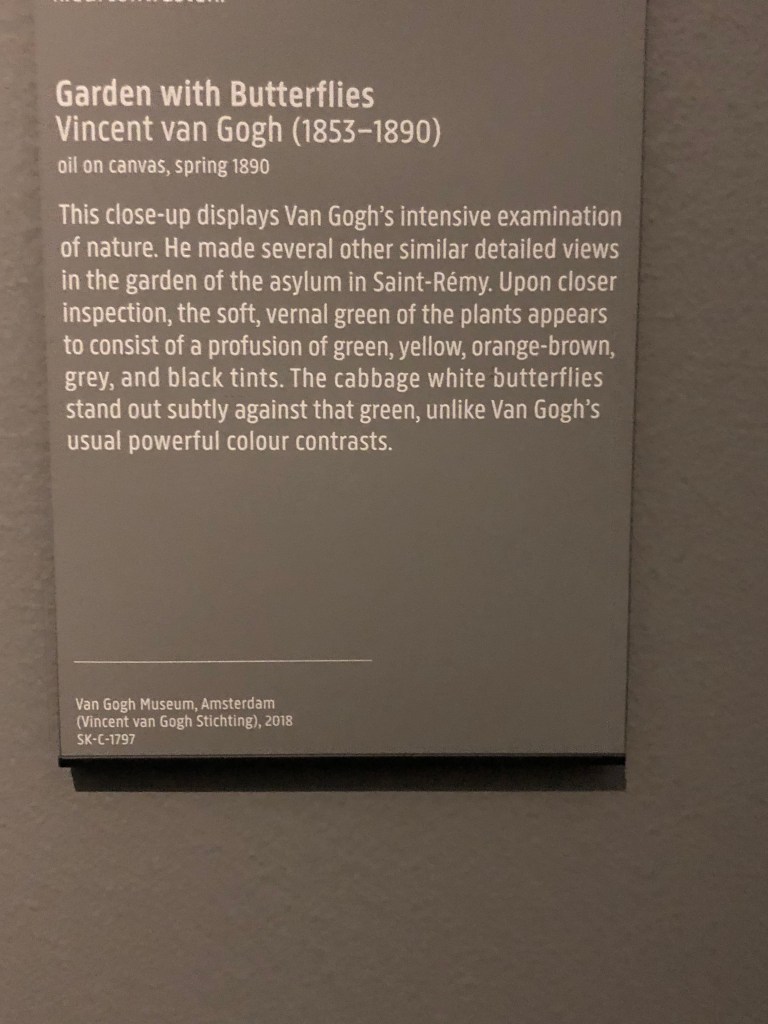 Garden with Butterflies
Vincent van Gogh (1853–1890)
oil on canvas, spring 1890
This close-up displays Van Gogh's intensive examination
of nature. He made several other similar detailed views
in the garden of the asylum in Saint-Rémy. Upon closer
inspection, the soft, vernal green of the plants appears
to consist of a profusion of green, yellow, orange-brown,
grey, and black tints. The cabbage white butterflies
stand out subtly against that green, unlike Van Gogh's
usual powerful colour contrasts.
Van Gogh Museum, Amsterdam
(Vincent van Gogh Stichting), 2018
SK-C-1797